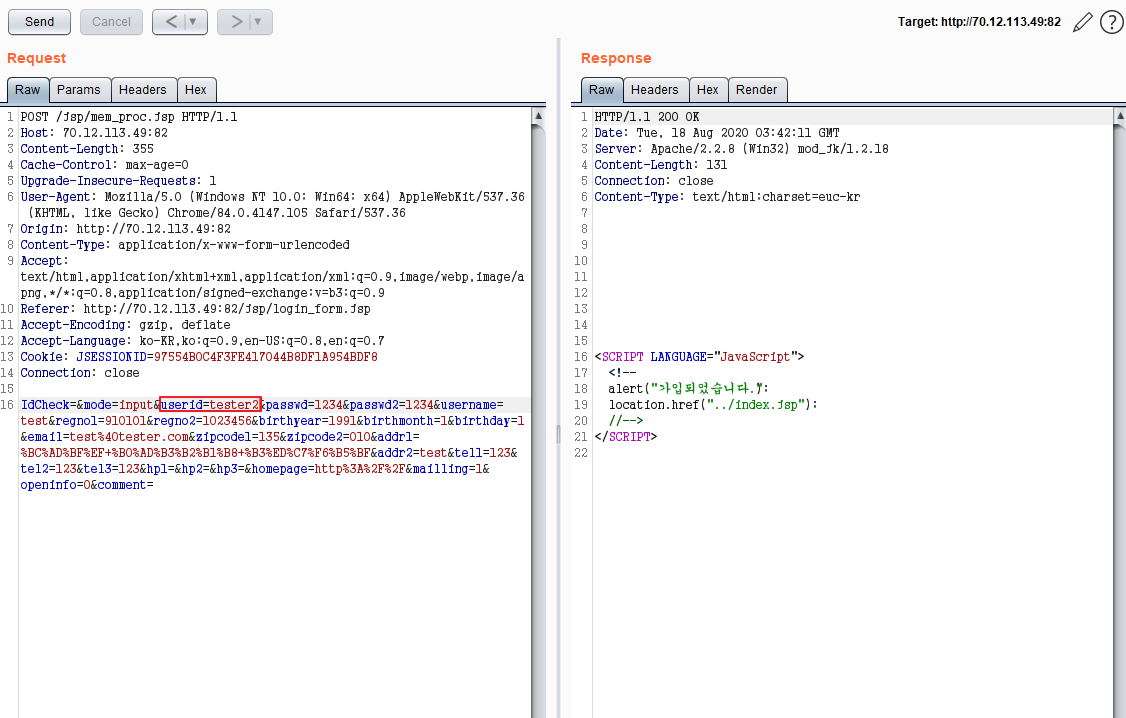 Send Cancel < ▼ > ▼ Target: http://70.12.113.49:82 ?
Request
Raw Params Headers Hex
1 POST /jsp/mem_proc.jsp HTTP/1.1
2 Host: 70.12.113.49:82
3 Content-Length: 355
4 Cache-Control: max-age=0
5 Upgrade-Insecure-Requests: 1
6 User-Agent: Mozilla/5.0 (Windows NT 10.0; Win64; x64) AppleWebKit/537.36
(KHTML, like Gecko) Chrome/84.0.4147.105 Safari/537.36
7 Origin: http://70.12.113.49:82
8 Content-Type: application/x-www-form-urlencoded
9 Accept:
text/html,application/xhtml+xml,application/xml;q=0.9,image/webp,image/a
png,*/*;q=0.8,application/signed-exchange;v=b3;q=0.9
10 Referer: http://70.12.113.49:82/jsp/login_form.jsp
11 Accept-Encoding: gzip, deflate
12 Accept-Language: ko-KR,ko;q=0.9,en-US;q=0.8,en;q=0.7
13 Cookie: JSESSIONID=97554B0C4F3FE417044B8DF1A954BDF8
14 Connection: close
15
16 IdCheck=&mode=input&userid=tester2&passwd=1234&passwd2=1234&username=
test&regno1=910101&regno2=1023456&birthyear=1991&birthmonth=1&birthday=1
&email=test%40tester.com&zipcode1=135&zipcode2=010&addr1=
%BC%AD%BF%EF+%B0%AD%B3%B2%B1%B8+%B3%ED%C7%F6%B5%BF&addr2=test&tel1=123&
tel2=123&tel3=123&hp1=&hp2=&hp3=&homepage=http%3A%2F%2F&mailling=1&
openinfo=0&comment=
Response
Raw Headers Hex Render
1 HTTP/1.1 200 OK
2 Date: Tue, 18 Aug 2020 03:42:11 GMT
3 Server: Apache/2.2.8 (Win32) mod_jk/1.2.18
4 Content-Length: 131
5 Connection: close
6 Content-Type: text/html;charset=euc-kr
7
8
9
10
11
12
13
14
15
16 <SCRIPT LANGUAGE="JavaScript">
17 <!--
18 alert("가입되었습니다.");
19 location.href("../index.jsp");
20 //-->
21 </SCRIPT>
22